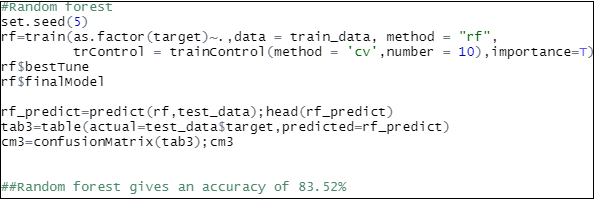 #Random forest
set.seed(5)
rf=train(as.factor(target)~.,data = train_data, method = "rf",
trControl = trainControl(method = 'cv',number = 10),importance=T)
rf$bestTune
rf$finalModel
rf_predict=predict(rf,test_data);head(rf_predict)
tab3=table(actual=test_data$target,predicted=rf_predict)
cm3=confusionMatrix(tab3);cm3
##Random forest gives an accuracy of 83.52%